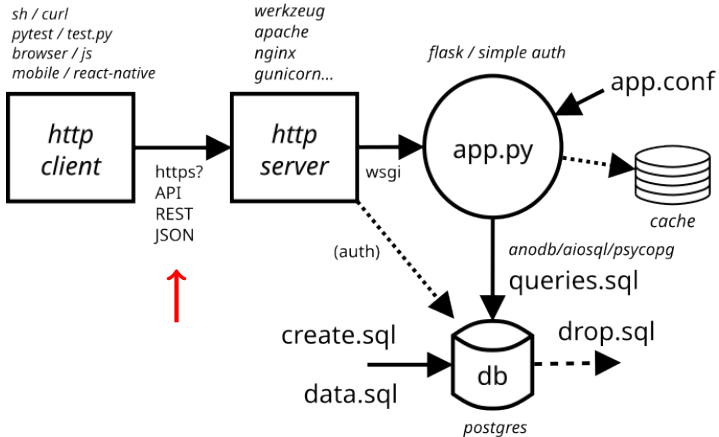 sh / curl
pytest / test.py
browser / js
mobile / react-native
werkzeug
apache
nginx
gunicorn...
flask / simple auth
app.conf
http
client
https?
API
REST
JSON
http
server
wsgi
app.py
cache
(auth)
anodb/aiosql/psycopg
queries.sql
create.sql
data.sql
db
drop.sql
postgres